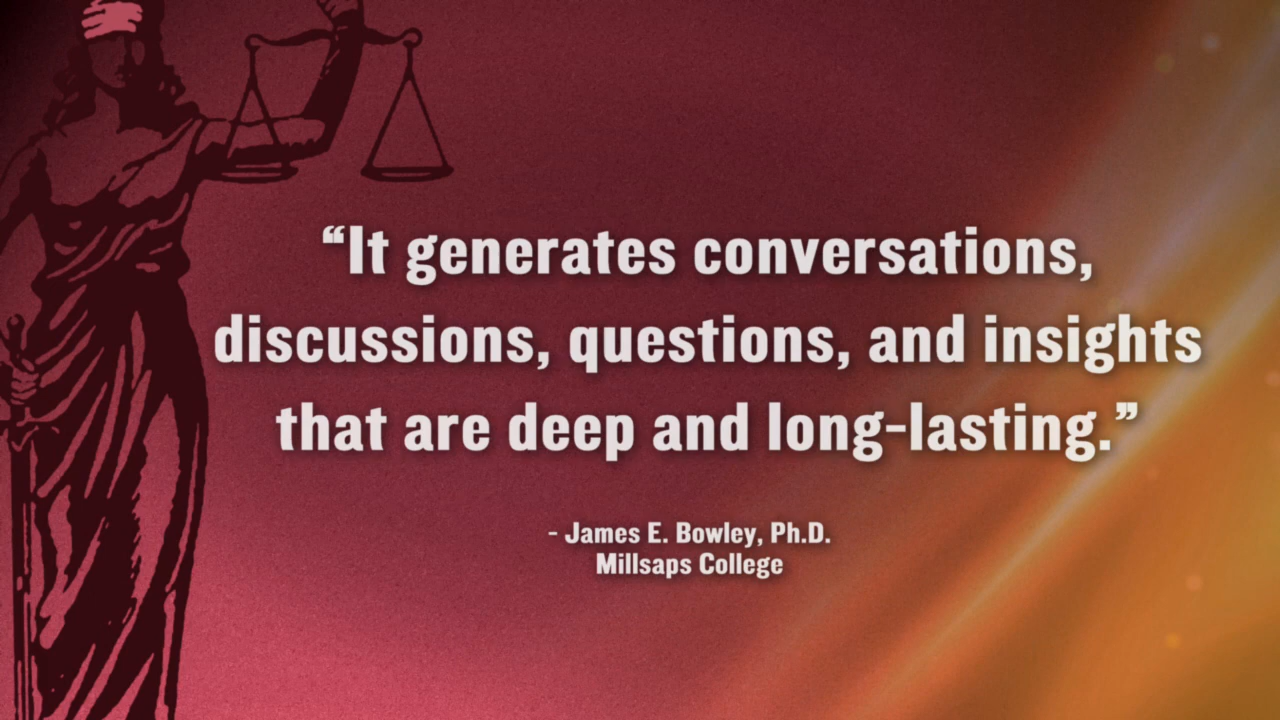 “It generates conversations,
discussions, questions, and insights
that are deep and long-lasting.”
- James E. Bowley, Ph.D.
Millsaps College